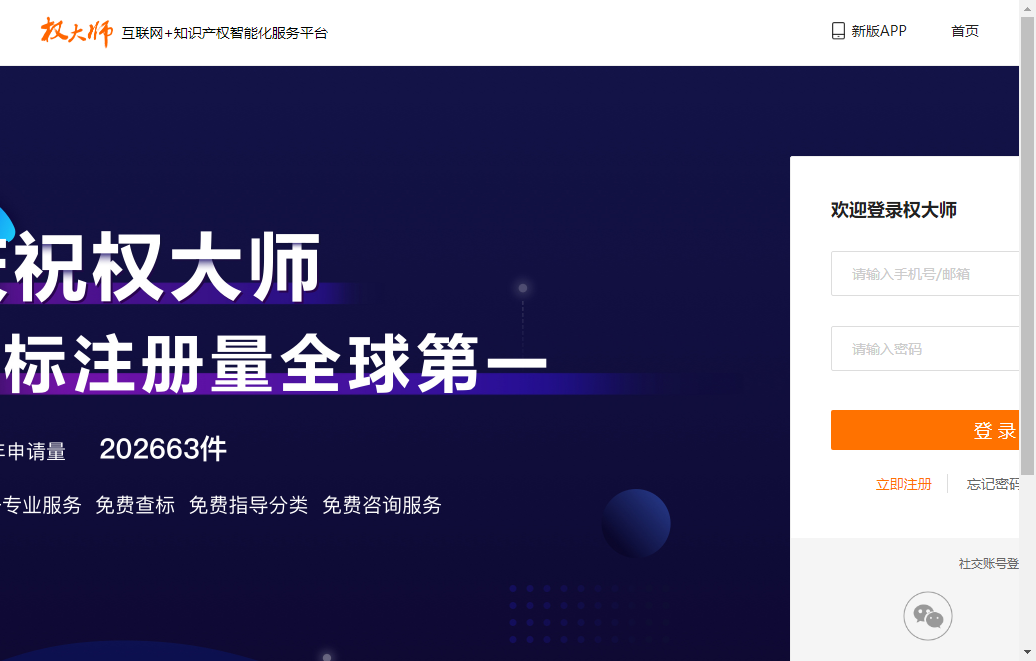 权大师 互联网+知识产权智能化服务平台 新版APP 首页
祝权大师
标注册量全球第一
申请量 202663件
专业服务 免费查标 免费指导分类 免费咨询服务
欢迎登录权大师
请输入手机号/邮箱
请输入密码
登 录
立即注册 忘记密码
社交账号登